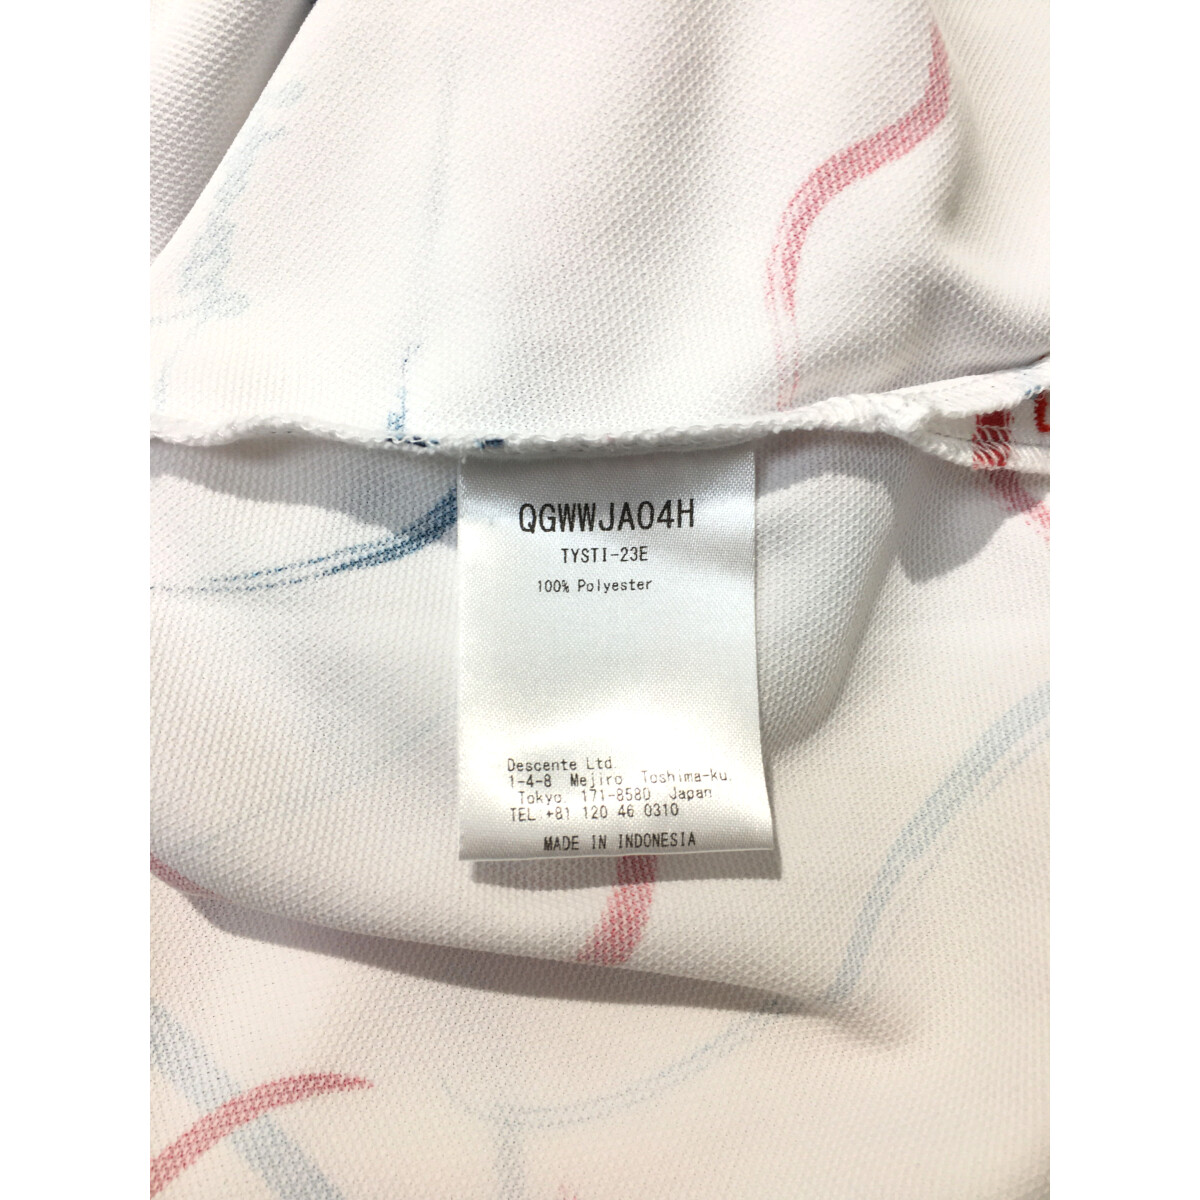 QGWWJA04H
TYSTI-23E
100% Polyester
Descente Ltd.
1-4-8 Mejiro Toshima-ku,
Tokyo 171-8580 Japan
TEL:+81 120 46 0310
MADE IN INDONESIA